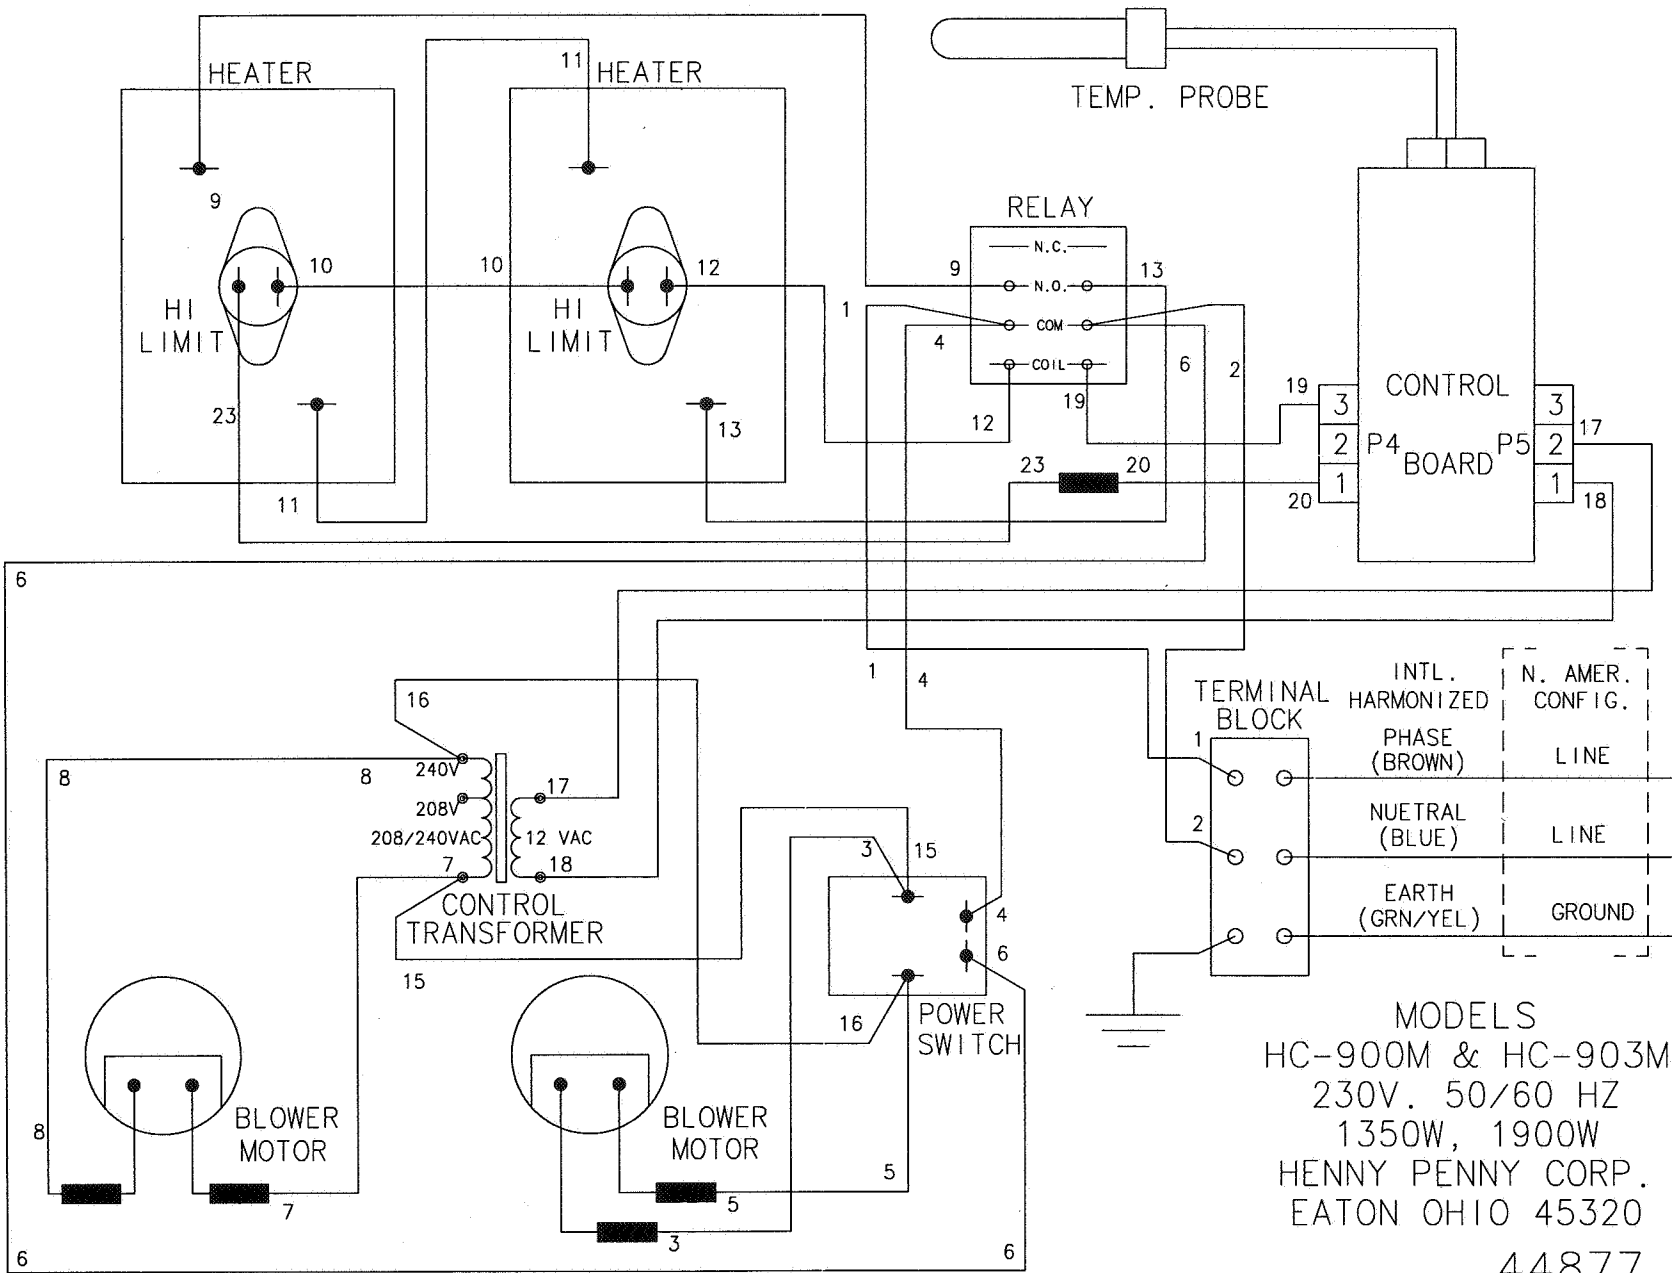 HEATER
11
HEATER
TEMP. PROBE
9
10
10
12
HI
LIMIT
HI
LIMIT
23
11
13
RELAY
N.C.
9
N.O.
13
1
COM
4
6
2
COIL
12
19
23
20
19
3
2
P4
1
20
CONTROL
BOARD
P5
3
2
1
17
18
6
1
4
16
8
8
240V
208V
208/240VAC
7
17
12 VAC
18
CONTROL
TRANSFORMER
15
3
15
4
6
16
POWER
SWITCH
TERMINAL
BLOCK
1
2
INTL.
HARMONIZED
N. AMER.
CONFIG.
PHASE
(BROWN)
LINE
NUETRAL
(BLUE)
LINE
EARTH
(GRN/YEL)
GROUND
8
BLOWER
MOTOR
7
BLOWER
MOTOR
5
5
3
6
6
MODELS
HC-900M & HC-903M
230V. 50/60 HZ
1350W, 1900W
HENNY PENNY CORP.
EATON OHIO 45320
44877